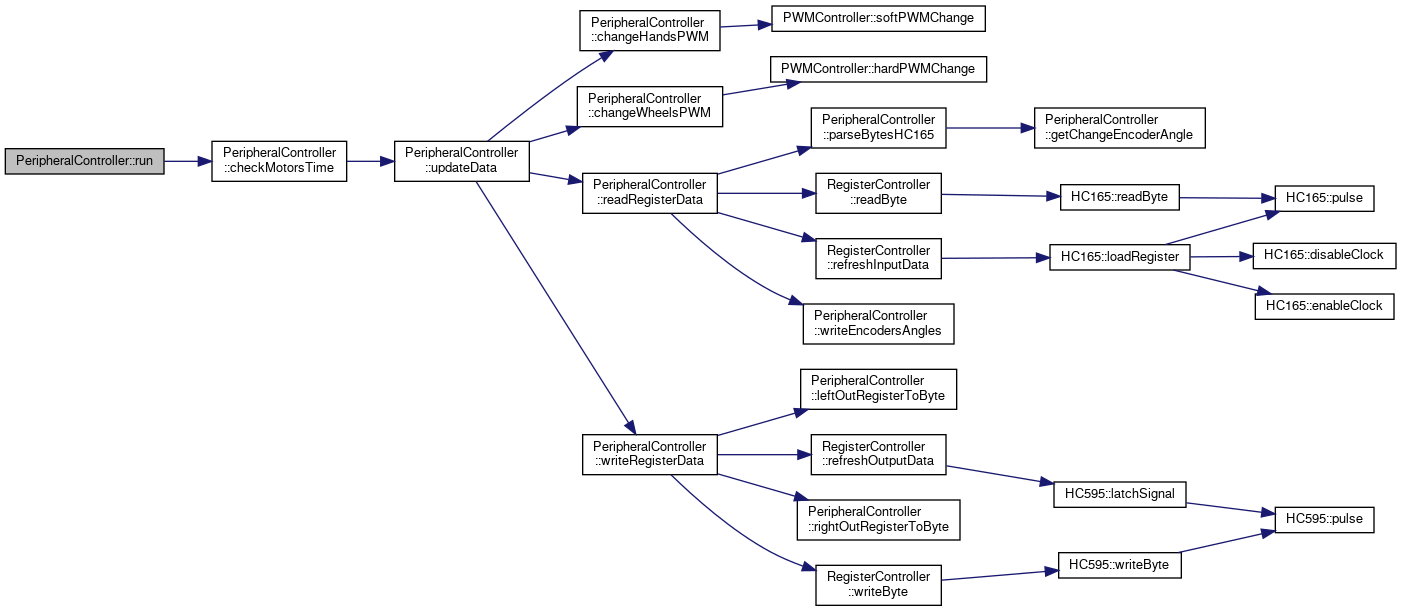 PeripheralController::run
PeripheralController
::checkMotorsTime
PeripheralController
::updateData
PeripheralController
::changeHandsPWM
PWMController::softPWMChange
PeripheralController
::changeWheelsPWM
PWMController::hardPWMChange
PeripheralController
::readRegisterData
PeripheralController
::parseBytesHC165
PeripheralController
::getChangeEncoderAngle
RegisterController
::readByte
HC165::readByte
HC165::pulse
RegisterController
::refreshInputData
HC165::loadRegister
HC165::disableClock
HC165::enableClock
PeripheralController
::writeEncodersAngles
PeripheralController
::writeRegisterData
PeripheralController
::leftOutRegisterToByte
RegisterController
::refreshOutputData
HC595::latchSignal
HC595::pulse
PeripheralController
::rightOutRegisterToByte
RegisterController
::writeByte
HC595::writeByte